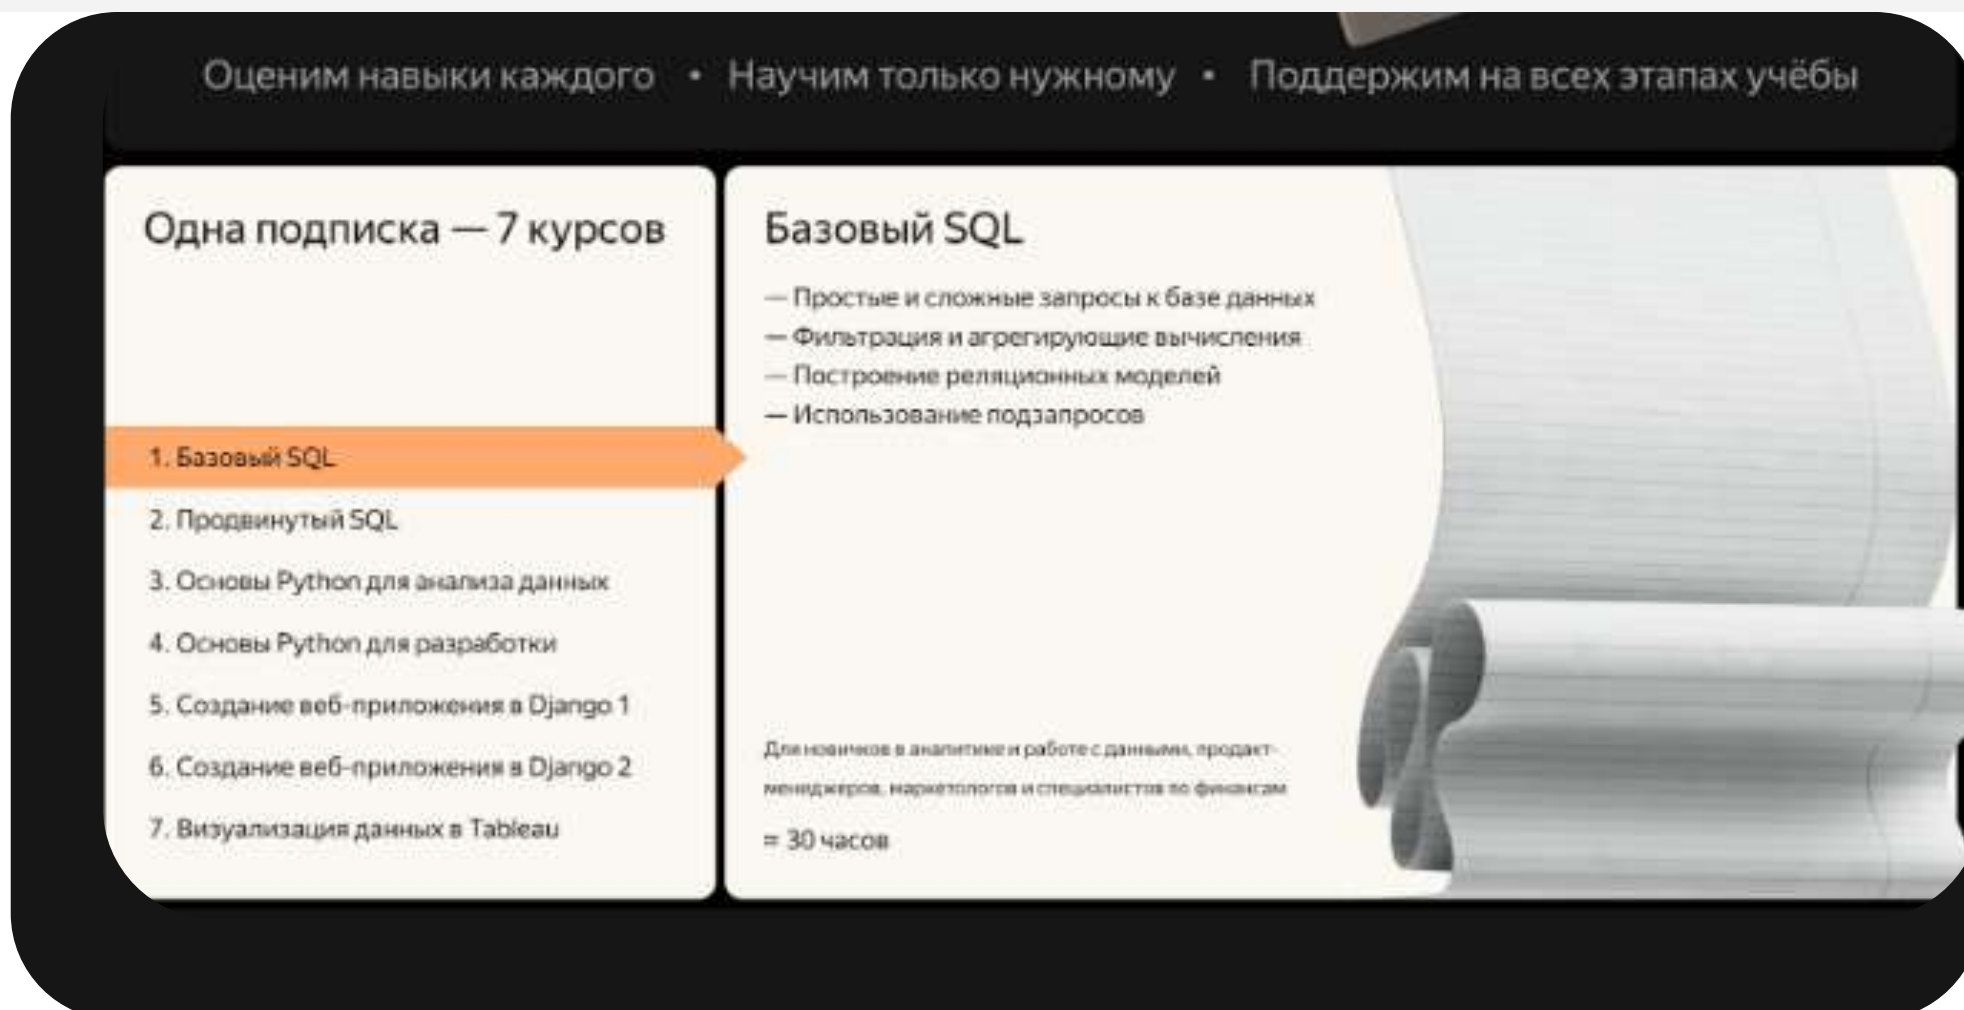 Оценим навыки каждого • Научим только нужному • Поддержим на всех этапах учёбы
Одна подписка — 7 курсов
1. Базовый SQL
2. Продвинутый SQL
3. Основы Python для анализа данных
4. Основы Python для разработки
5. Создание веб-приложения в Django 1
6. Создание веб-приложения в Django 2
7. Визуализация данных в Tableau
Базовый SQL
— Простые и сложные запросы к базе данных
— Фильтрация и агрегирующие вычисления
— Построение реляционных моделей
— Использование подзапросов
Для новичков в аналитике и работе с данными, продакт-
менеджеров, маркетологов и специалистов по финансам
≈ 30 часов